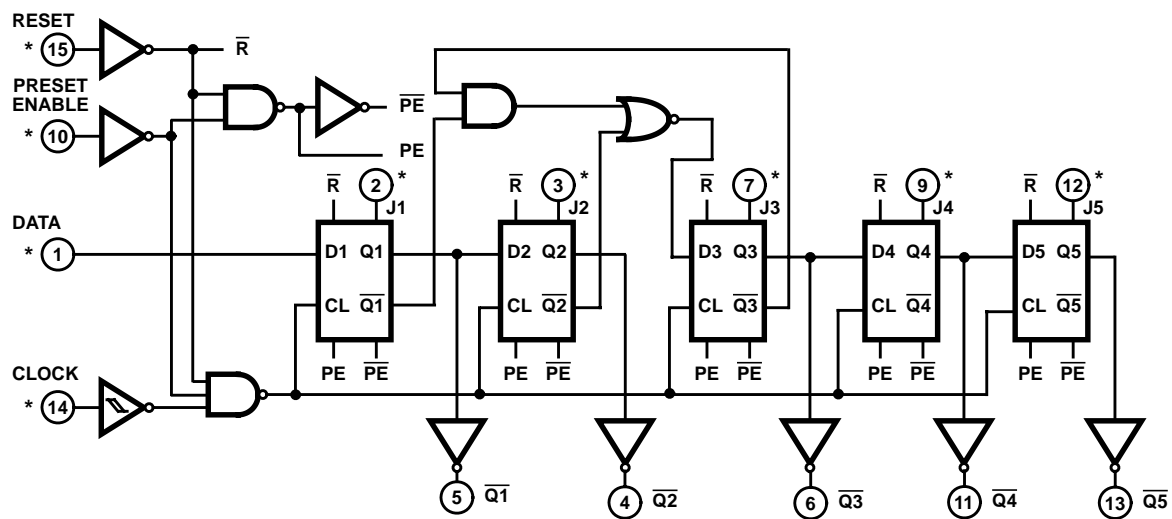 RESET
* 15
R̅
PRESET
ENABLE
* 10
P̅E̅
PE
R̅ 2 * J1
R̅ 3 * J2
R̅ 7 * J3
R̅ 9 * J4
R̅ 12 * J5
DATA
* 1
D1 Q1
D2 Q2
D3 Q3
D4 Q4
D5 Q5
CL Q̅1̅
CL Q̅2̅
CL Q̅3̅
CL Q̅4̅
CL Q̅5̅
PE P̅E̅
PE P̅E̅
PE P̅E̅
PE P̅E̅
PE P̅E̅
CLOCK
* 14
5 Q̅1̅
4 Q̅2̅
6 Q̅3̅
11 Q̅4̅
13 Q̅5̅